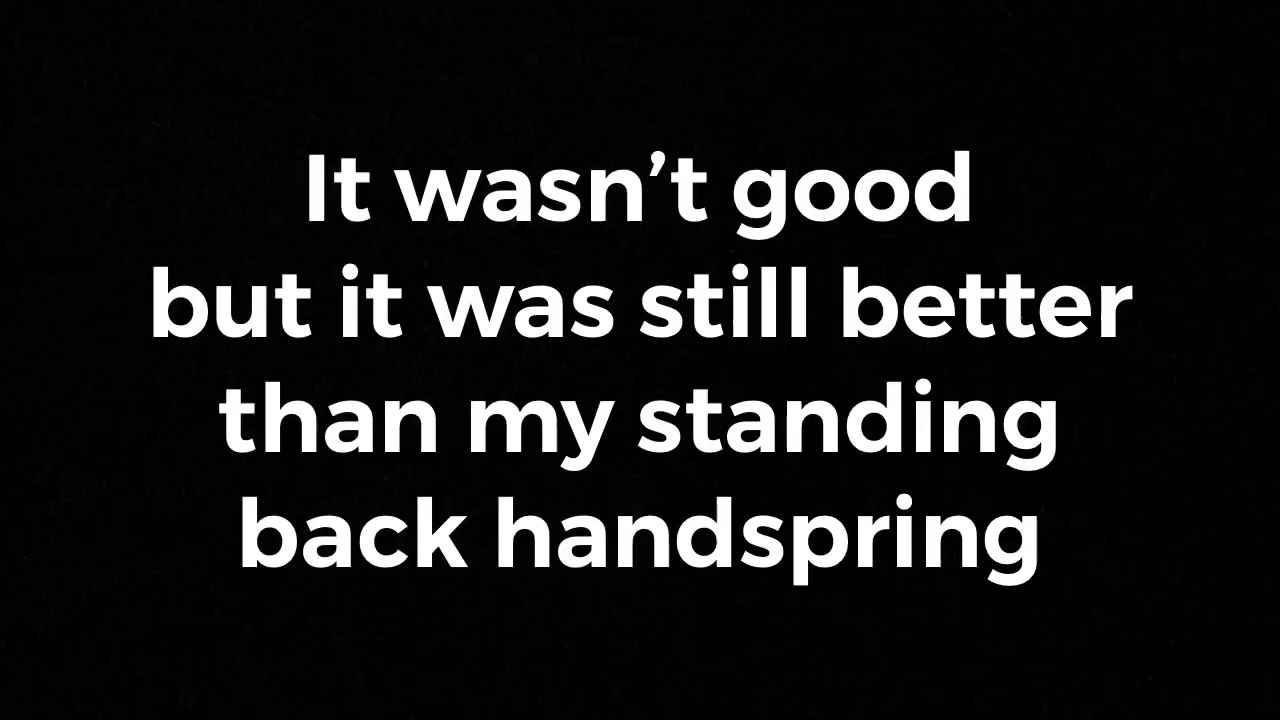 It wasn’t good
but it was still better
than my standing
back handspring